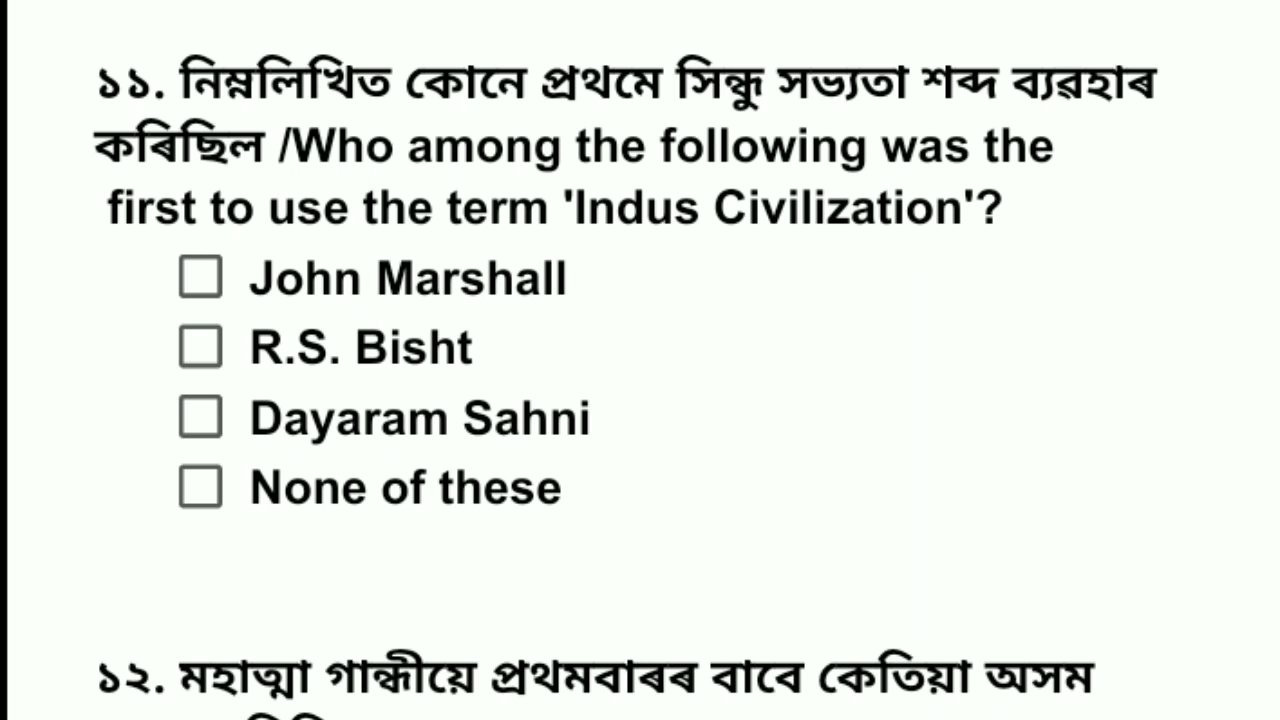 ১১. নিম্নলিখিত কোনে প্ৰথমে সিন্ধু সভ্যতা শব্দ ব্যৱহাৰ
কৰিছিল /Who among the following was the
first to use the term 'Indus Civilization'?
John Marshall
R.S. Bisht
Dayaram Sahni
None of these
১২. মহাত্মা গান্ধীয়ে প্ৰথমবাৰৰ বাবে কেতিয়া অসম